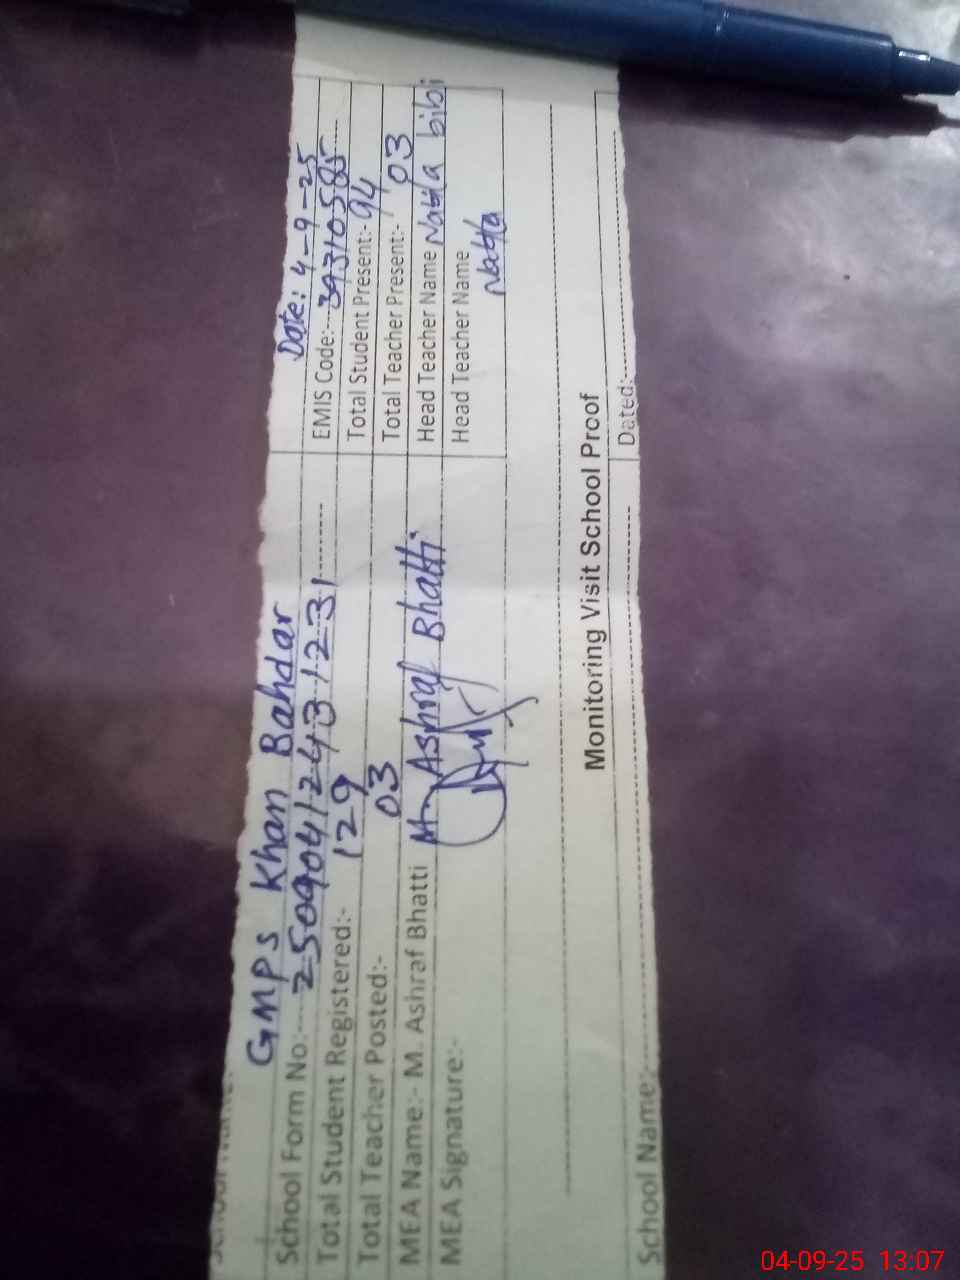 GMPS Khan Bahdar Date: 4-9-25
School Form No:---2509041243 1231--------- EMIS Code:---39310585----
Total Student Registered:- 129 Total Student Present:- 94
Total Teacher Posted:- 03 Total Teacher Present:- 03
MEA Name:- M. Ashraf Bhatti M. Ashraf Bhatti Head Teacher Name Nabila bibi
MEA Signature:- Head Teacher Name Nabila
Monitoring Visit School Proof
School Name:- Dated:
04-09-25 13:07